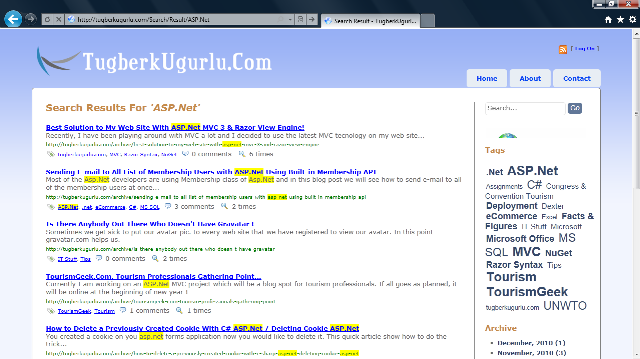 http://tugberkugurlu.com/Search/Result/ASP.Net
Search Result - TugberkUgurl...
TugberkUgurlu.Com
[ Log On ]
Home
About
Contact
Search Results For 'ASP.Net'
Best Solution to My Web Site With ASP.Net MVC 3 & Razor View Engine!
Recently, I have been playing around with MVC a lot and I decided to use the latest MVC tecnology on my web site...
TugberkUgurlu.com, MVC, Razor Syntax, NuGet 0 comments 6 times
Sending E-mail to All List of Membership Users with ASP.Net Using Built in Membership API
Most of the ASP.Net developers are using Membership class of ASP.Net and in this blog post we will see how to send e-mail to all
of the membership users at once...
http://tugberkugurlu.com/archive/sending e-mail to all list of membership users with asp net using built in membership api
ASP.Net, .net, eCommerce, C#, MS SQL 3 comments 2 times
Is There Anybody Out There Who Doesn't Have Gravatar !
Sometimes we get sick to put our avatar pic. to every web site that we have registered to view our avatar. In this point
gravatar.com helps us.
http://tugberkugurlu.com/archive/is there anybody out there who doesn t have gravatar
IT Stuff, Tips 0 comments 2 times
TourismGeek.Com, Tourism Professionals Gathering Point...
Currently I am working on an ASP.Net MVC project which will be a blog spot for tourism professionals. If all goes as planned, it
will be online at the beginning of new year !
TourismGeek, Tourism 1 comments 1 times
How to Delete a Previously Created Cookie With C# ASP.Net / Deleting Cookie ASP.Net
You created a cookie on you asp.net forms application now you would like to delete it. This quick article show how to do the
trick...
Search...
Go
Tags
.Net ASP.Net
Assignments C# Congress &
Convention Tourism
Deployment Dexter
eCommerce Excel Facts &
Figures IT Stuff Microsoft
Microsoft Office MS
SQL MVC NuGet
Razor Syntax Tips
Tourism
TourismGeek
tugberkugurlu.com UNWTO
Archive
December, 2010 (1)
November, 2010 (3)